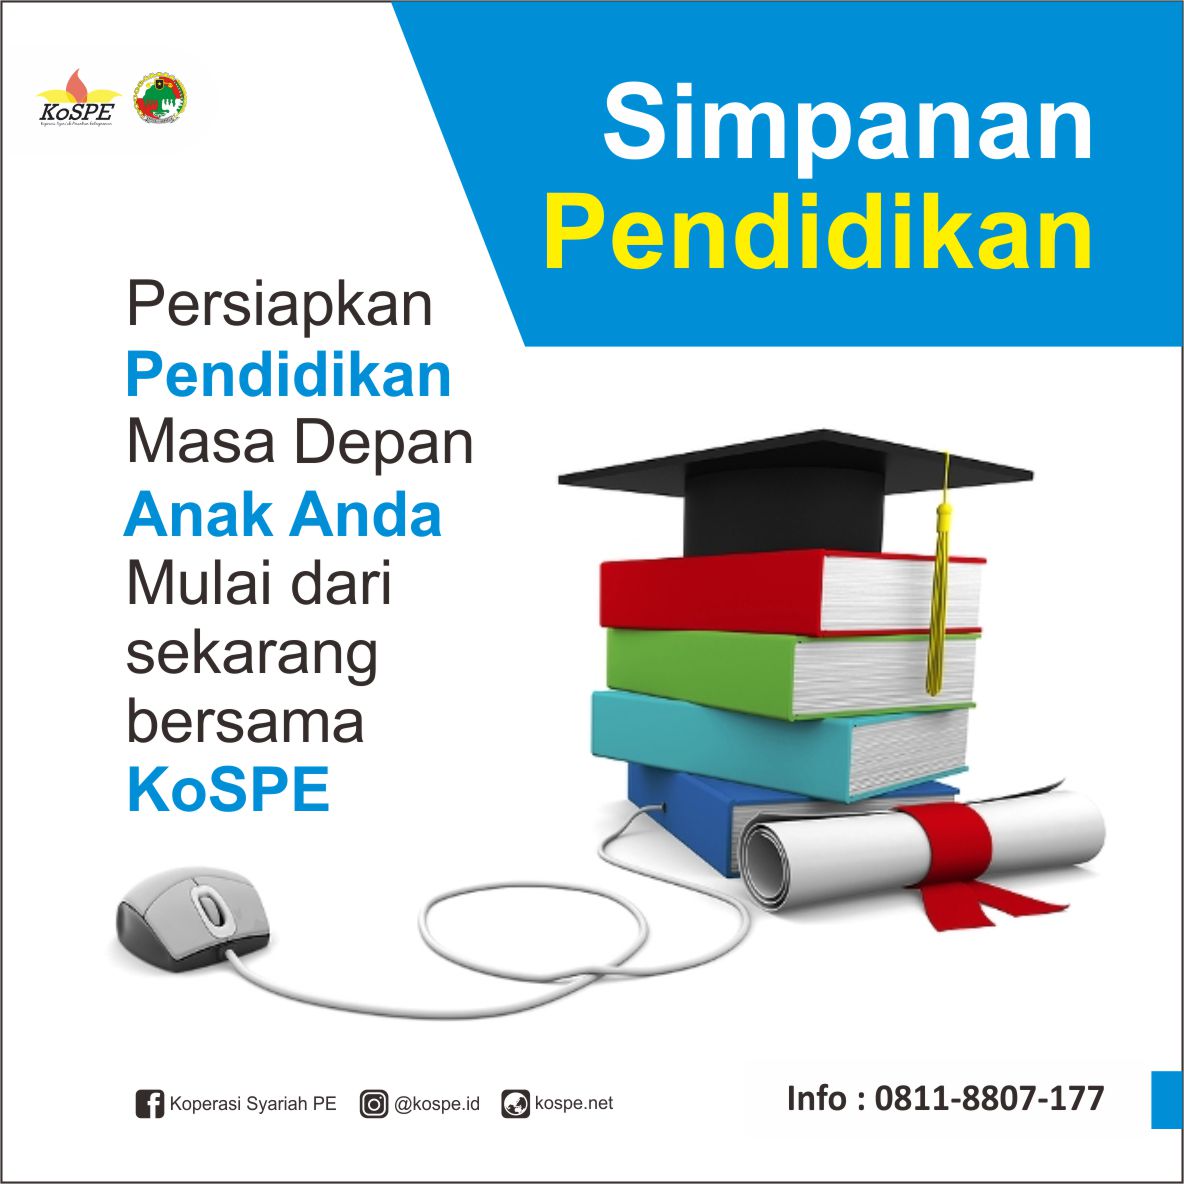 KoSPE
Simpanan
Pendidikan
Persiapkan
Pendidikan
Masa Depan
Anak Anda
Mulai dari
sekarang
bersama
KoSPE
Koperasi Syariah PE
@kospe.id
kospe.net
Info : 0811-8807-177